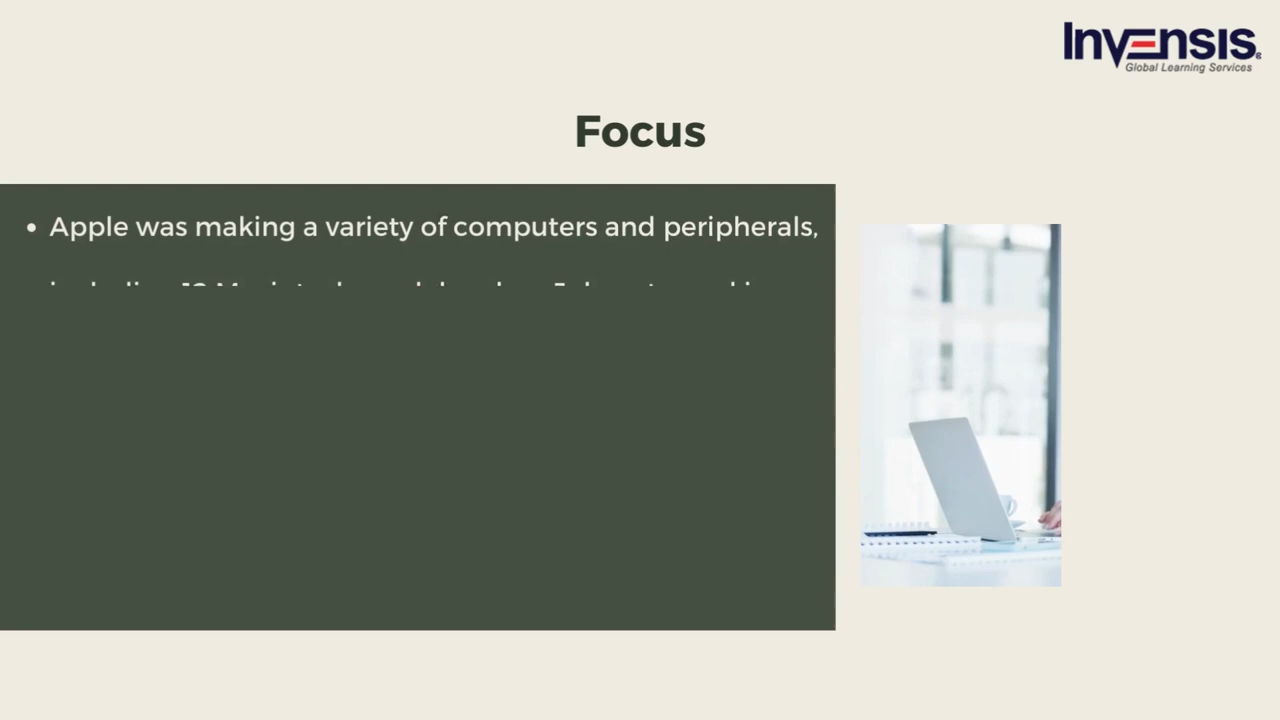 Invensis
Global Learning Services
Focus
• Apple was making a variety of computers and peripherals,